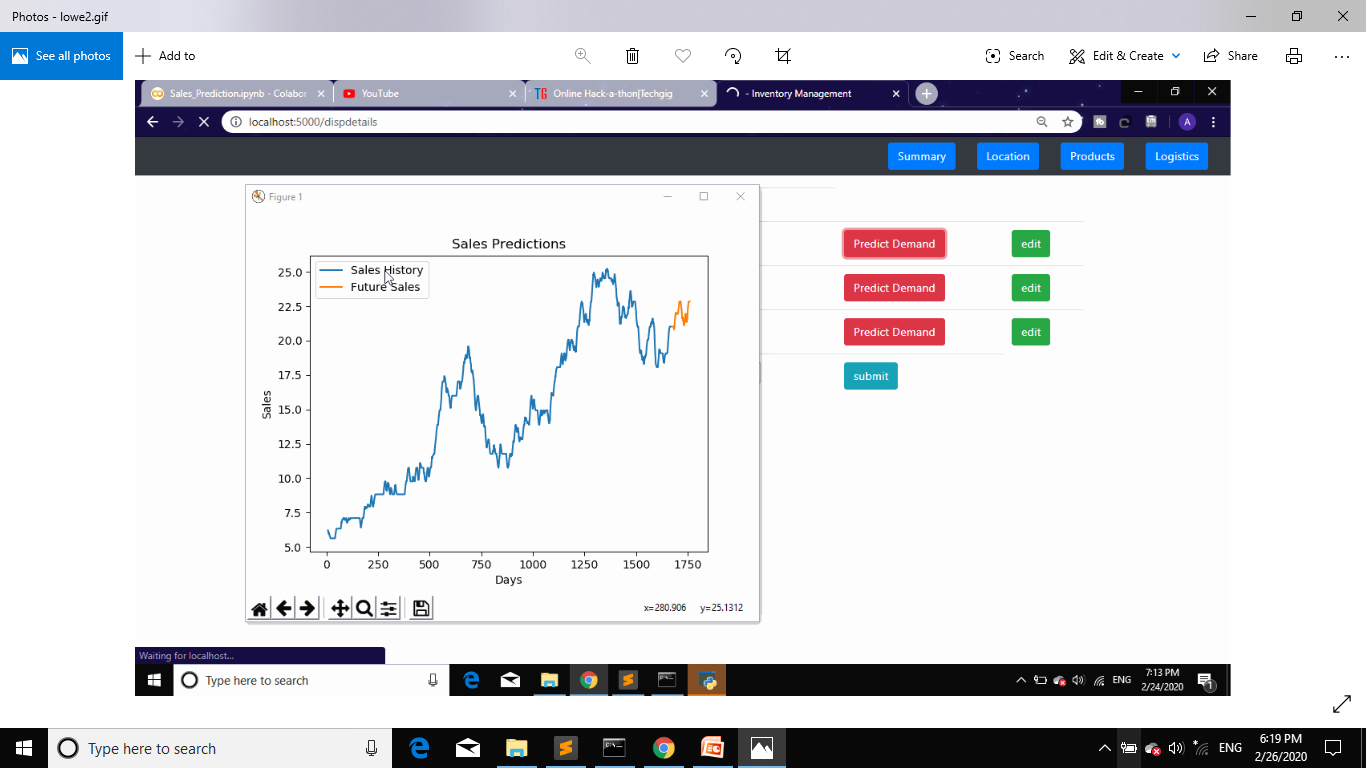 Photos - lowe2.gif
See all photos
Add to
Search
Edit & Create
Share
Sales_Prediction.ipynb - Colabor
YouTube
TG Online Hack-a-thon|Techgig
- Inventory Management
localhost:5000/dispdetails
A
Summary
Location
Products
Logistics
Figure 1
Sales Predictions
Sales History
Future Sales
25.0
22.5
20.0
17.5
15.0
12.5
10.0
7.5
5.0
Sales
0 250 500 750 1000 1250 1500 1750
Days
x=280.906 y=25.1312
Predict Demand edit
Predict Demand edit
Predict Demand edit
submit
Waiting for localhost...
Type here to search
ENG
7:13 PM
2/24/2020
1
Type here to search
ENG
6:19 PM
2/26/2020